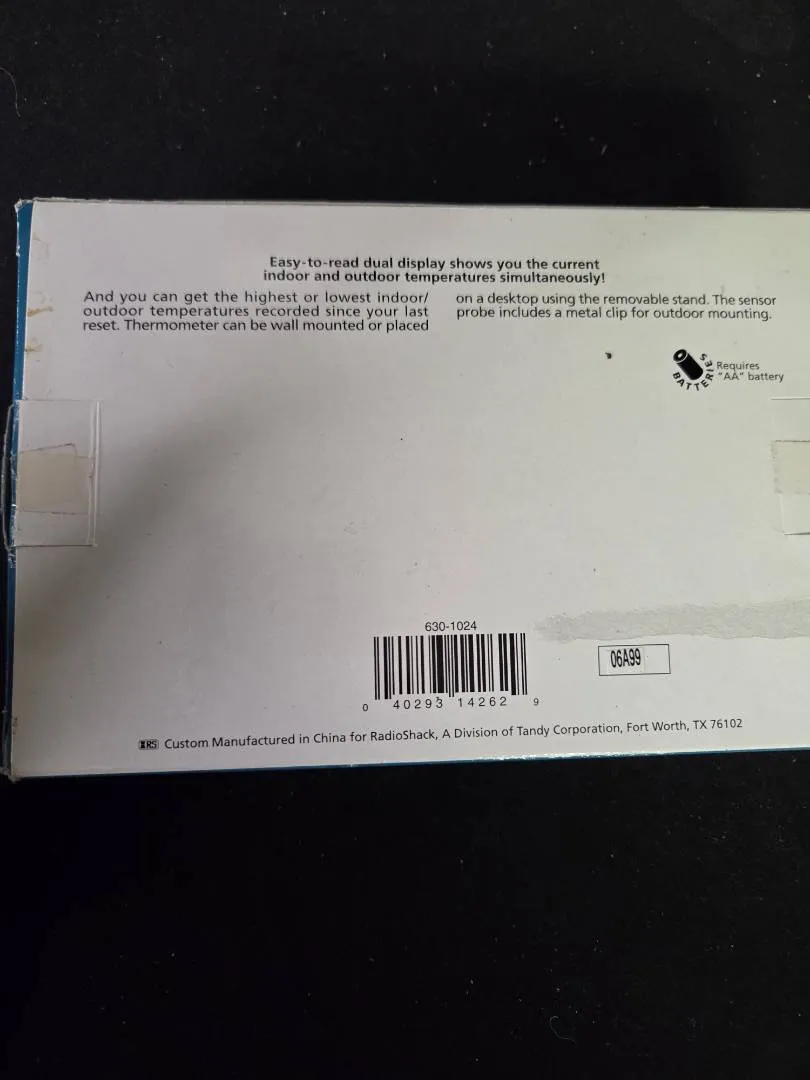 Easy-to-read dual display shows you the current
indoor and outdoor temperatures simultaneously!
And you can get the highest or lowest indoor/
outdoor temperatures recorded since your last
reset. Thermometer can be wall mounted or placed
on a desktop using the removable stand. The sensor
probe includes a metal clip for outdoor mounting.
BATTERIES
Requires
"AA" battery
630-1024
0 40293 14262 9
06A99
RS Custom Manufactured in China for RadioShack, A Division of Tandy Corporation, Fort Worth, TX 76102